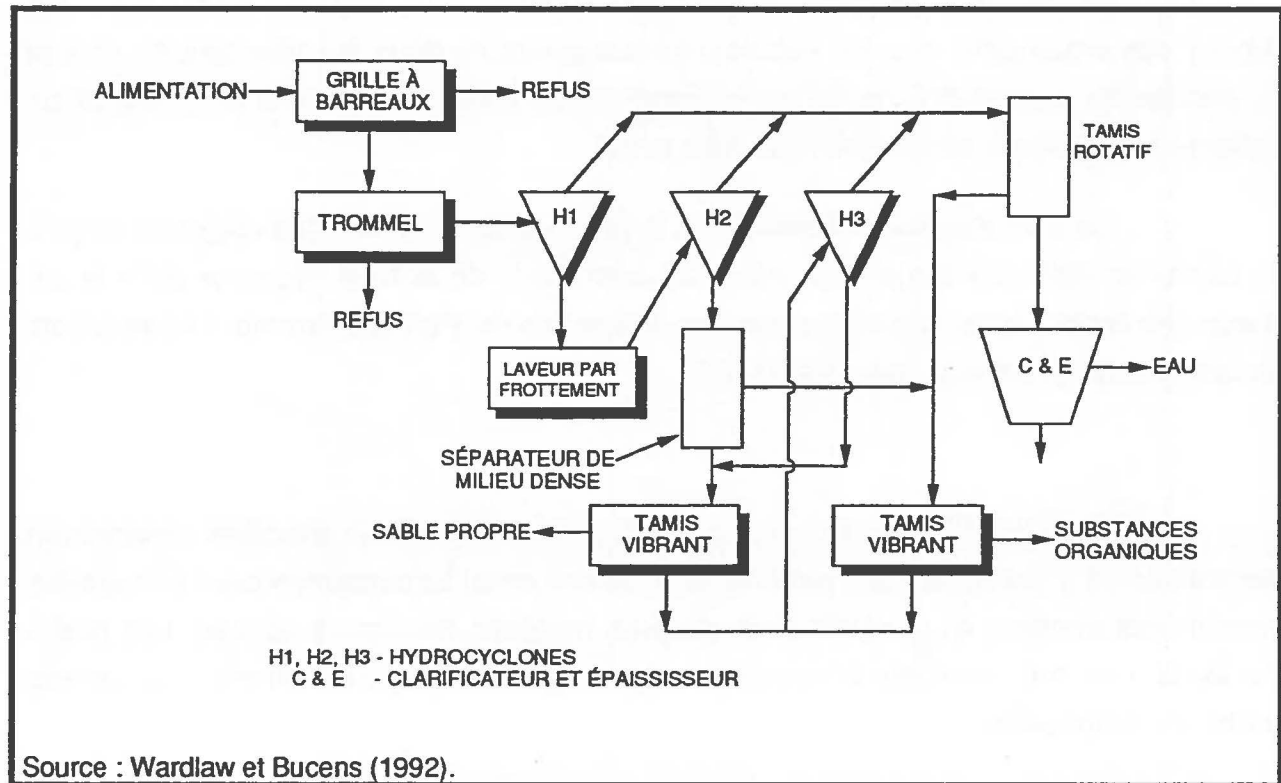 ALIMENTATION
GRILLE À
BARREAUX
REFUS
TROMMEL
REFUS
H1
H2
H3
TAMIS
ROTATIF
LAVEUR PAR
FROTTEMENT
C & E
EAU
SÉPARATEUR DE
MILIEU DENSE
SABLE PROPRE
TAMIS
VIBRANT
TAMIS
VIBRANT
SUBSTANCES
ORGANIQUES
H1, H2, H3 - HYDROCYCLONES
C & E - CLARIFICATEUR ET ÉPAISSISSEUR
Source : Wardlaw et Bucens (1992).